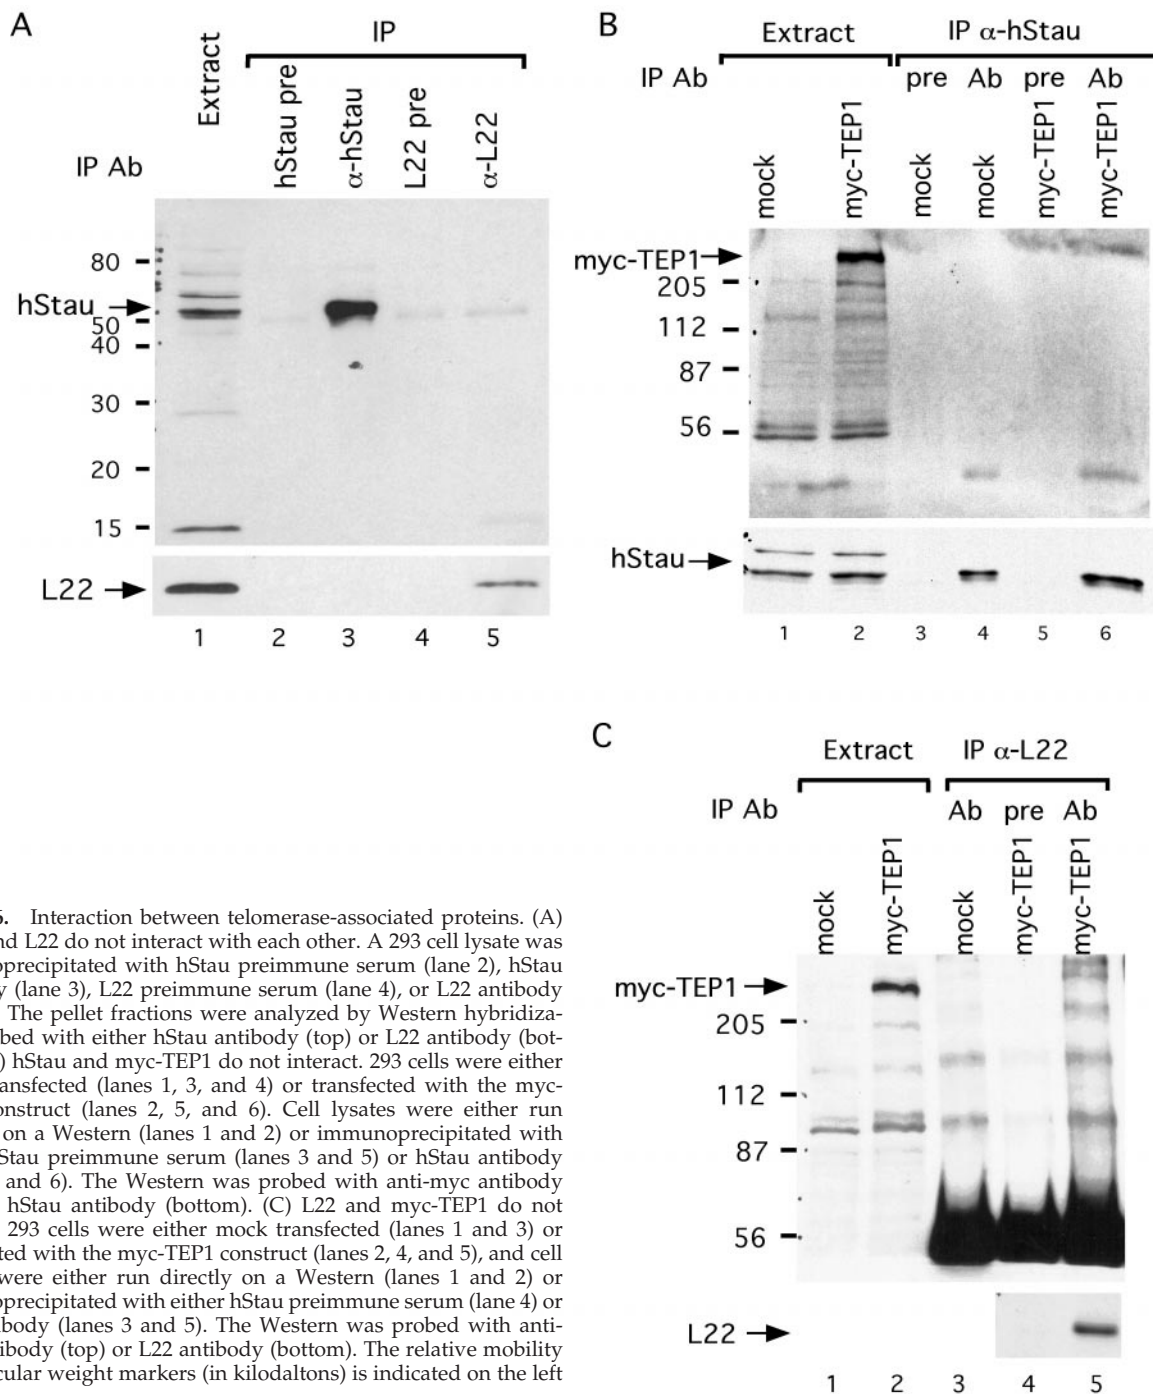 A
IP
Extract
hStau pre
α-hStau
L22 pre
α-L22
IP Ab
80
hStau
50
40
30
20
15
L22
1 2 3 4 5
B
Extract
IP α-hStau
IP Ab
pre Ab pre Ab
mock
myc-TEP1
mock
mock
myc-TEP1
myc-TEP1
myc-TEP1
205
112
87
56
hStau
1 2 3 4 5 6
C
Extract
IP α-L22
IP Ab
Ab pre Ab
mock
myc-TEP1
mock
myc-TEP1
myc-TEP1
myc-TEP1
205
112
87
56
L22
1 2 3 4 5
Interaction between telomerase-associated proteins. (A)
nd L22 do not interact with each other. A 293 cell lysate was
oprecipitated with hStau preimmune serum (lane 2), hStau
y (lane 3), L22 preimmune serum (lane 4), or L22 antibody
The pellet fractions were analyzed by Western hybridiza-
bed with either hStau antibody (top) or L22 antibody (bot-
) hStau and myc-TEP1 do not interact. 293 cells were either
ransfected (lanes 1, 3, and 4) or transfected with the myc-
onstruct (lanes 2, 5, and 6). Cell lysates were either run
on a Western (lanes 1 and 2) or immunoprecipitated with
Stau preimmune serum (lanes 3 and 5) or hStau antibody
and 6). The Western was probed with anti-myc antibody
hStau antibody (bottom). (C) L22 and myc-TEP1 do not
293 cells were either mock transfected (lanes 1 and 3) or
ted with the myc-TEP1 construct (lanes 2, 4, and 5), and cell
were either run directly on a Western (lanes 1 and 2) or
oprecipitated with either hStau preimmune serum (lane 4) or
ibody (lanes 3 and 5). The Western was probed with anti-
tibody (top) or L22 antibody (bottom). The relative mobility
cular weight markers (in kilodaltons) is indicated on the left